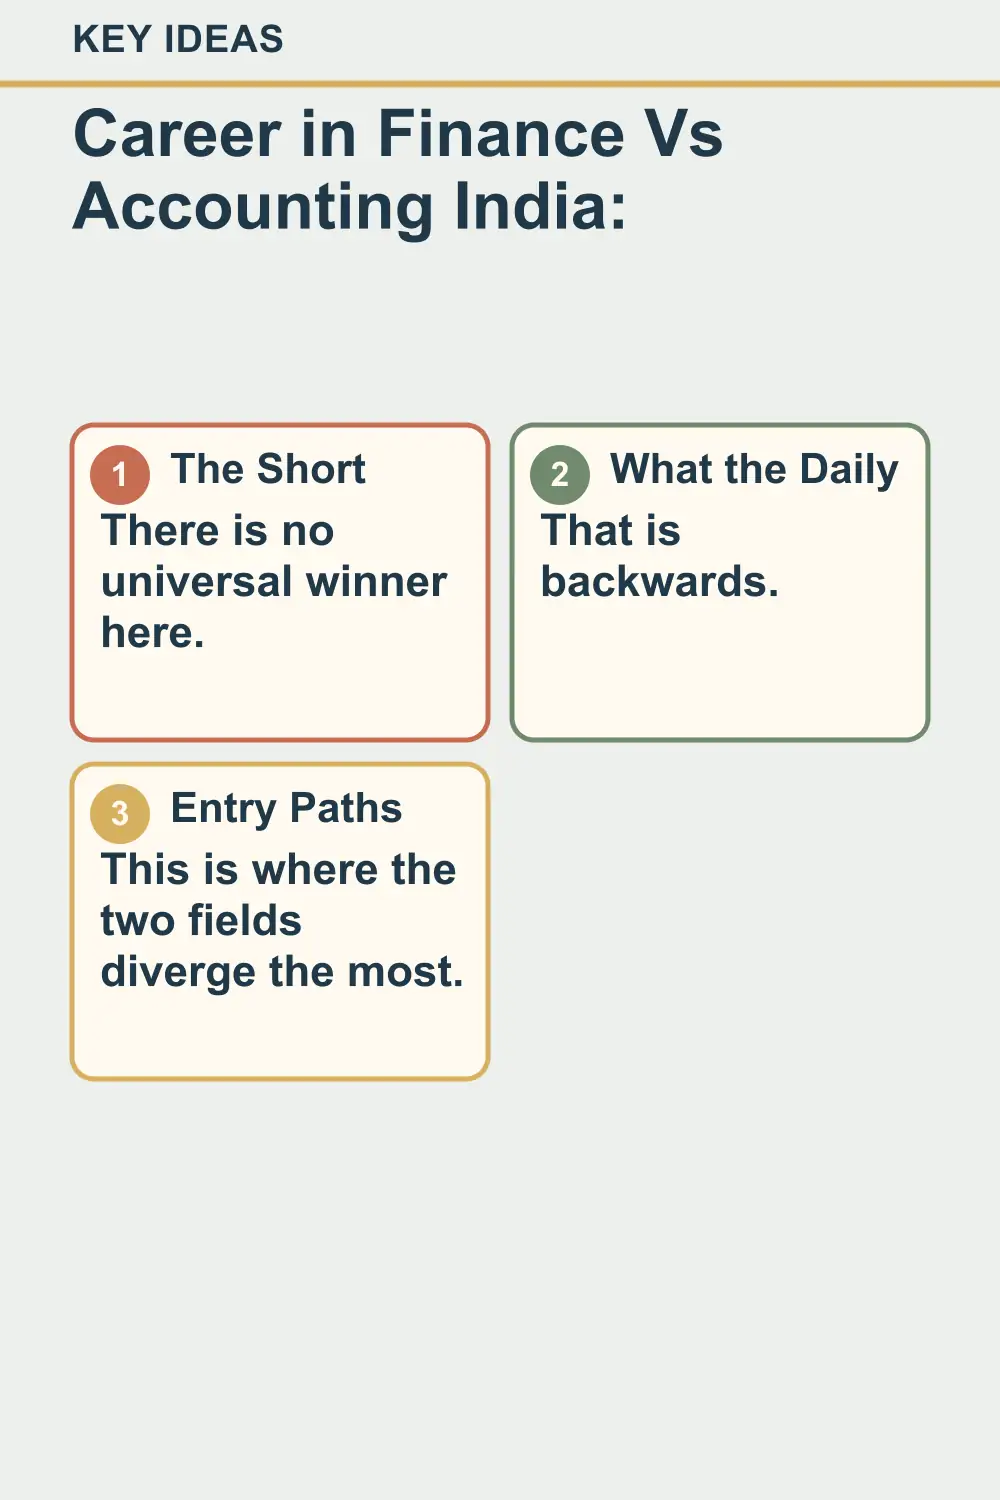 KEY IDEAS
Career in Finance Vs
Accounting India:
1 The Short
There is no
universal winner
here.
2 What the Daily
That is
backwards.
3 Entry Paths
This is where the
two fields
diverge the most.